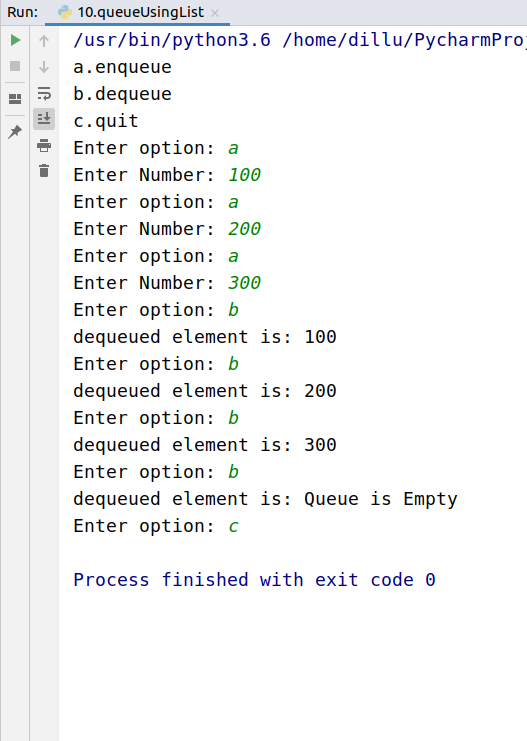 Run: 10.queueUsingList
/usr/bin/python3.6 /home/dillu/PycharmProj
a.enqueue
b.dequeue
c.quit
Enter option: a
Enter Number: 100
Enter option: a
Enter Number: 200
Enter option: a
Enter Number: 300
Enter option: b
dequeued element is: 100
Enter option: b
dequeued element is: 200
Enter option: b
dequeued element is: 300
Enter option: b
dequeued element is: Queue is Empty
Enter option: c
Process finished with exit code 0